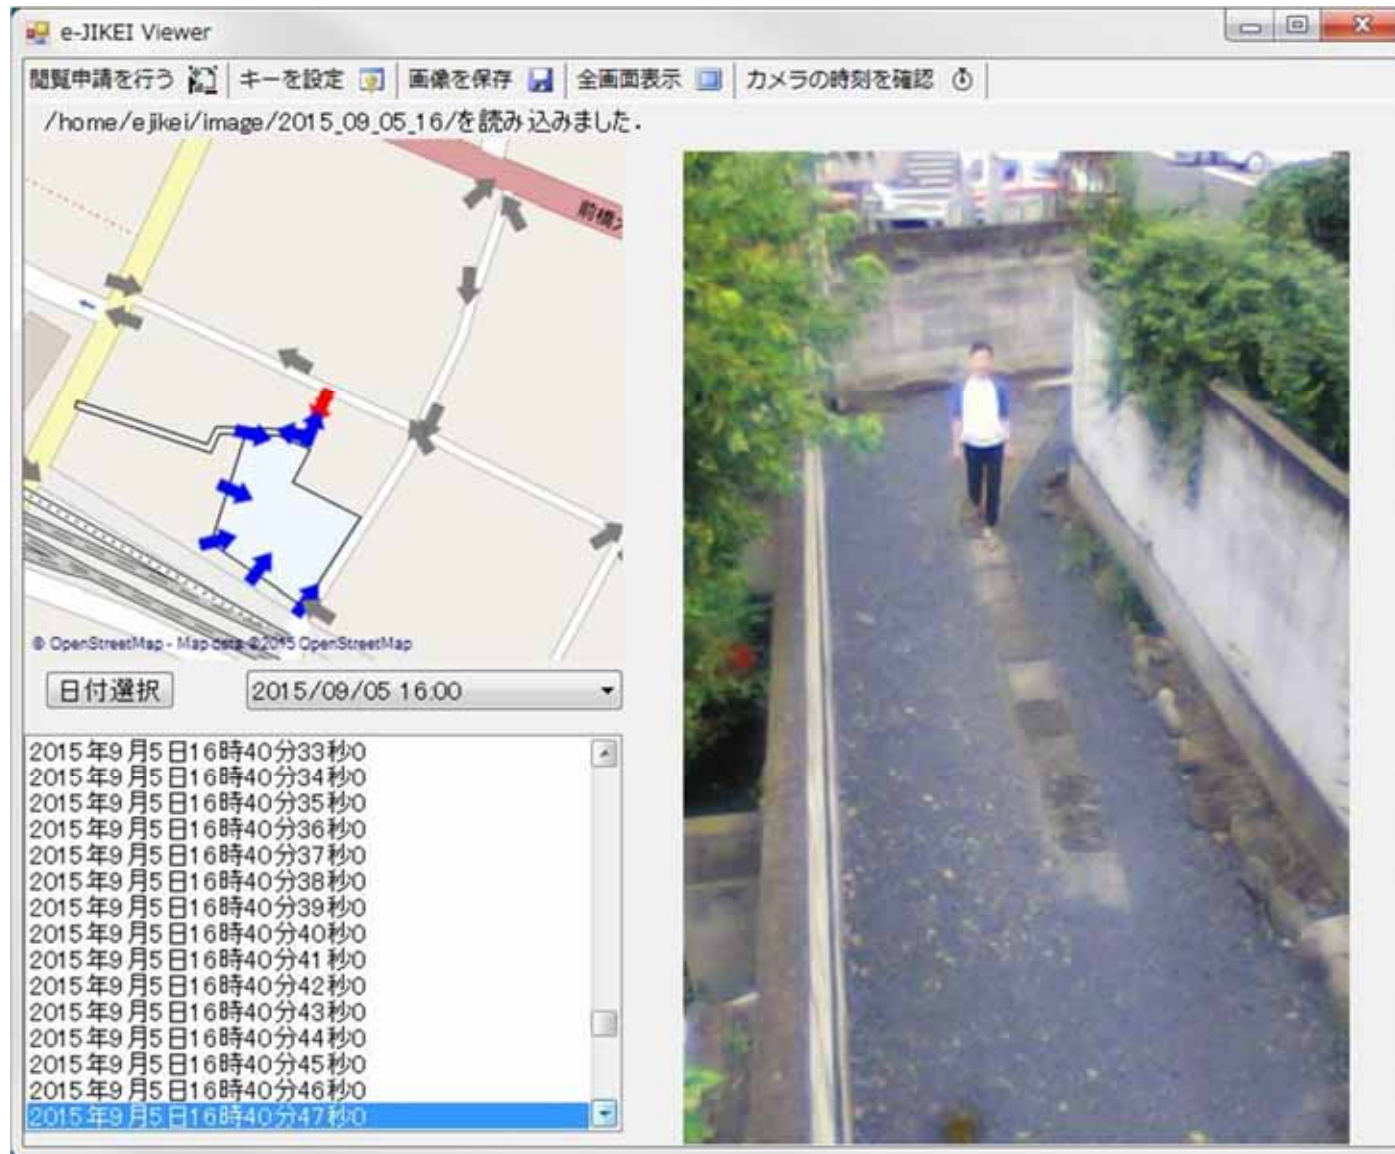 e-JIKEI Viewer
閲覧申請を行う キーを設定 画像を保存 全画面表示 カメラの時刻を確認
/home/ejikei/image/2015_09_05_16/を読み込みました.
前橋
© OpenStreetMap - Map data ©2015 OpenStreetMap
日付選択 2015/09/05 16:00
2015年9月5日16時40分33秒0
2015年9月5日16時40分34秒0
2015年9月5日16時40分35秒0
2015年9月5日16時40分36秒0
2015年9月5日16時40分37秒0
2015年9月5日16時40分38秒0
2015年9月5日16時40分39秒0
2015年9月5日16時40分40秒0
2015年9月5日16時40分41秒0
2015年9月5日16時40分42秒0
2015年9月5日16時40分43秒0
2015年9月5日16時40分44秒0
2015年9月5日16時40分45秒0
2015年9月5日16時40分46秒0
2015年9月5日16時40分47秒0